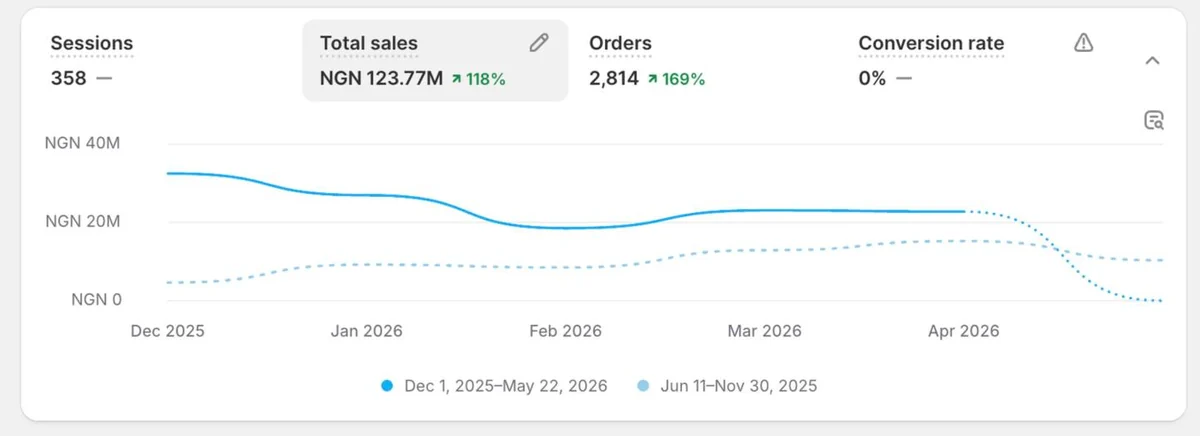 Sessions
358 —
Total sales
NGN 123.77M ↗ 118%
Orders
2,814 ↗ 169%
Conversion rate
0% —
NGN 40M
NGN 20M
NGN 0
Dec 2025 Jan 2026 Feb 2026 Mar 2026 Apr 2026
Dec 1, 2025–May 22, 2026 Jun 11–Nov 30, 2025